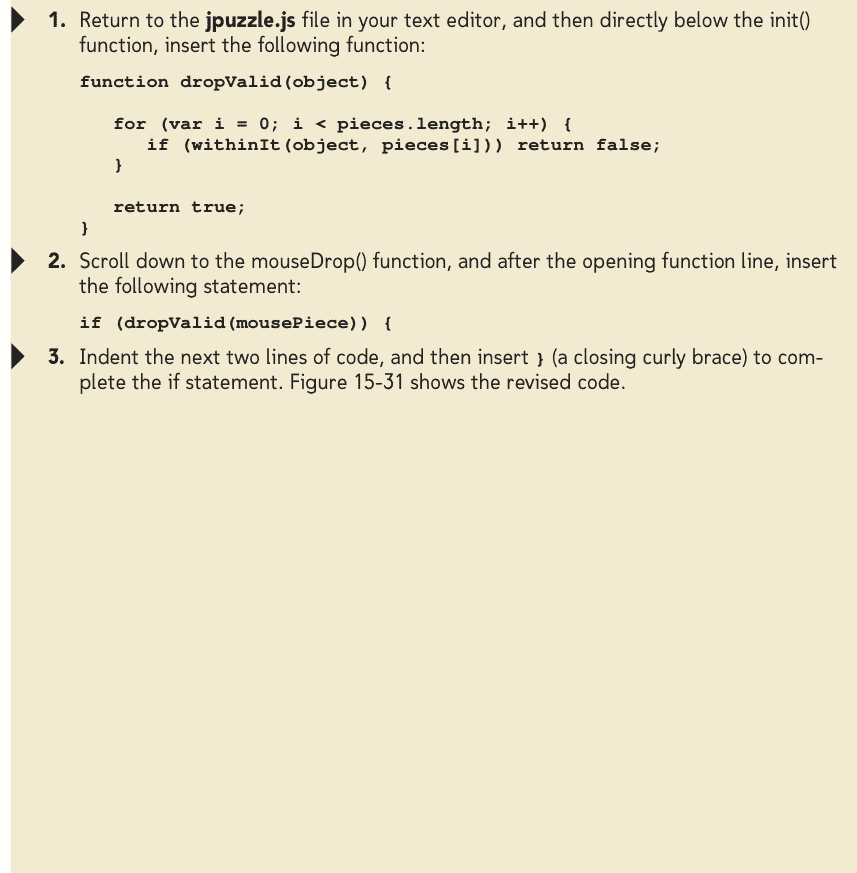 1. Return to the jpuzzle.js file in your text editor, and then directly below the init()
function, insert the following function:
function dropValid(object) {
for (var i = 0; i < pieces.length; i++) {
if (withinIt(object, pieces[i])) return false;
}
return true;
}
2. Scroll down to the mouseDrop() function, and after the opening function line, insert
the following statement:
if (dropValid(mousePiece)) {
3. Indent the next two lines of code, and then insert } (a closing curly brace) to com-
plete the if statement. Figure 15-31 shows the revised code.